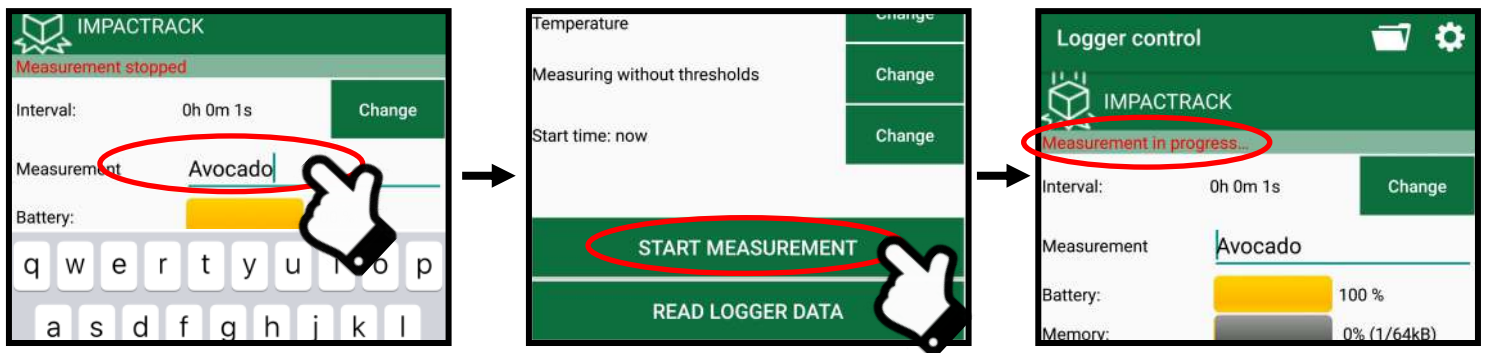 IMPACTRACK
Measurement stopped
Interval: 0h 0m 1s Change
Measurement Avocado
Battery:
q w e r t y u i o p
a s d f g h j k l
Temperature Change
Measuring without thresholds Change
Start time: now Change
START MEASUREMENT
READ LOGGER DATA
Logger control
IMPACTRACK
Measurement in progress...
Interval: 0h 0m 1s Change
Measurement Avocado
Battery: 100 %
Memory: 0% (1/64kB)